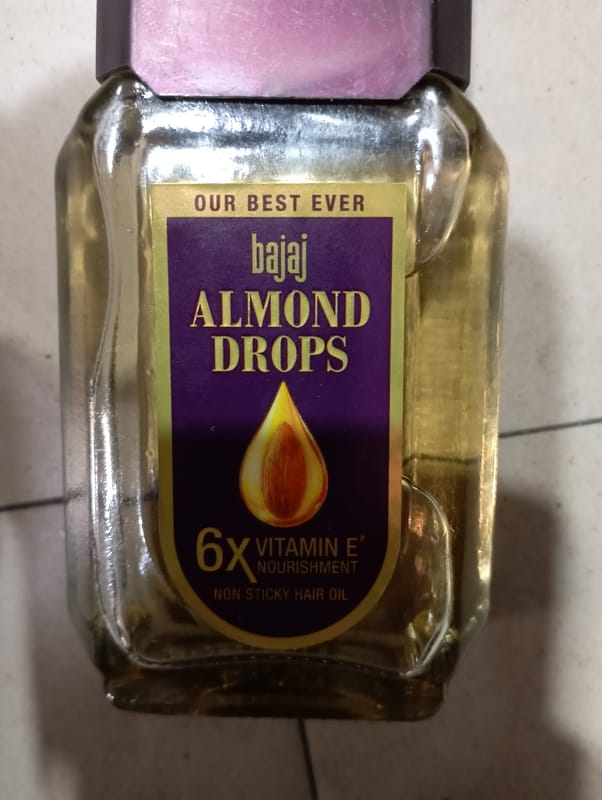 OUR BEST EVER
bajaj
ALMOND
DROPS
6X VITAMIN E#
NOURISHMENT
NON STICKY HAIR OIL